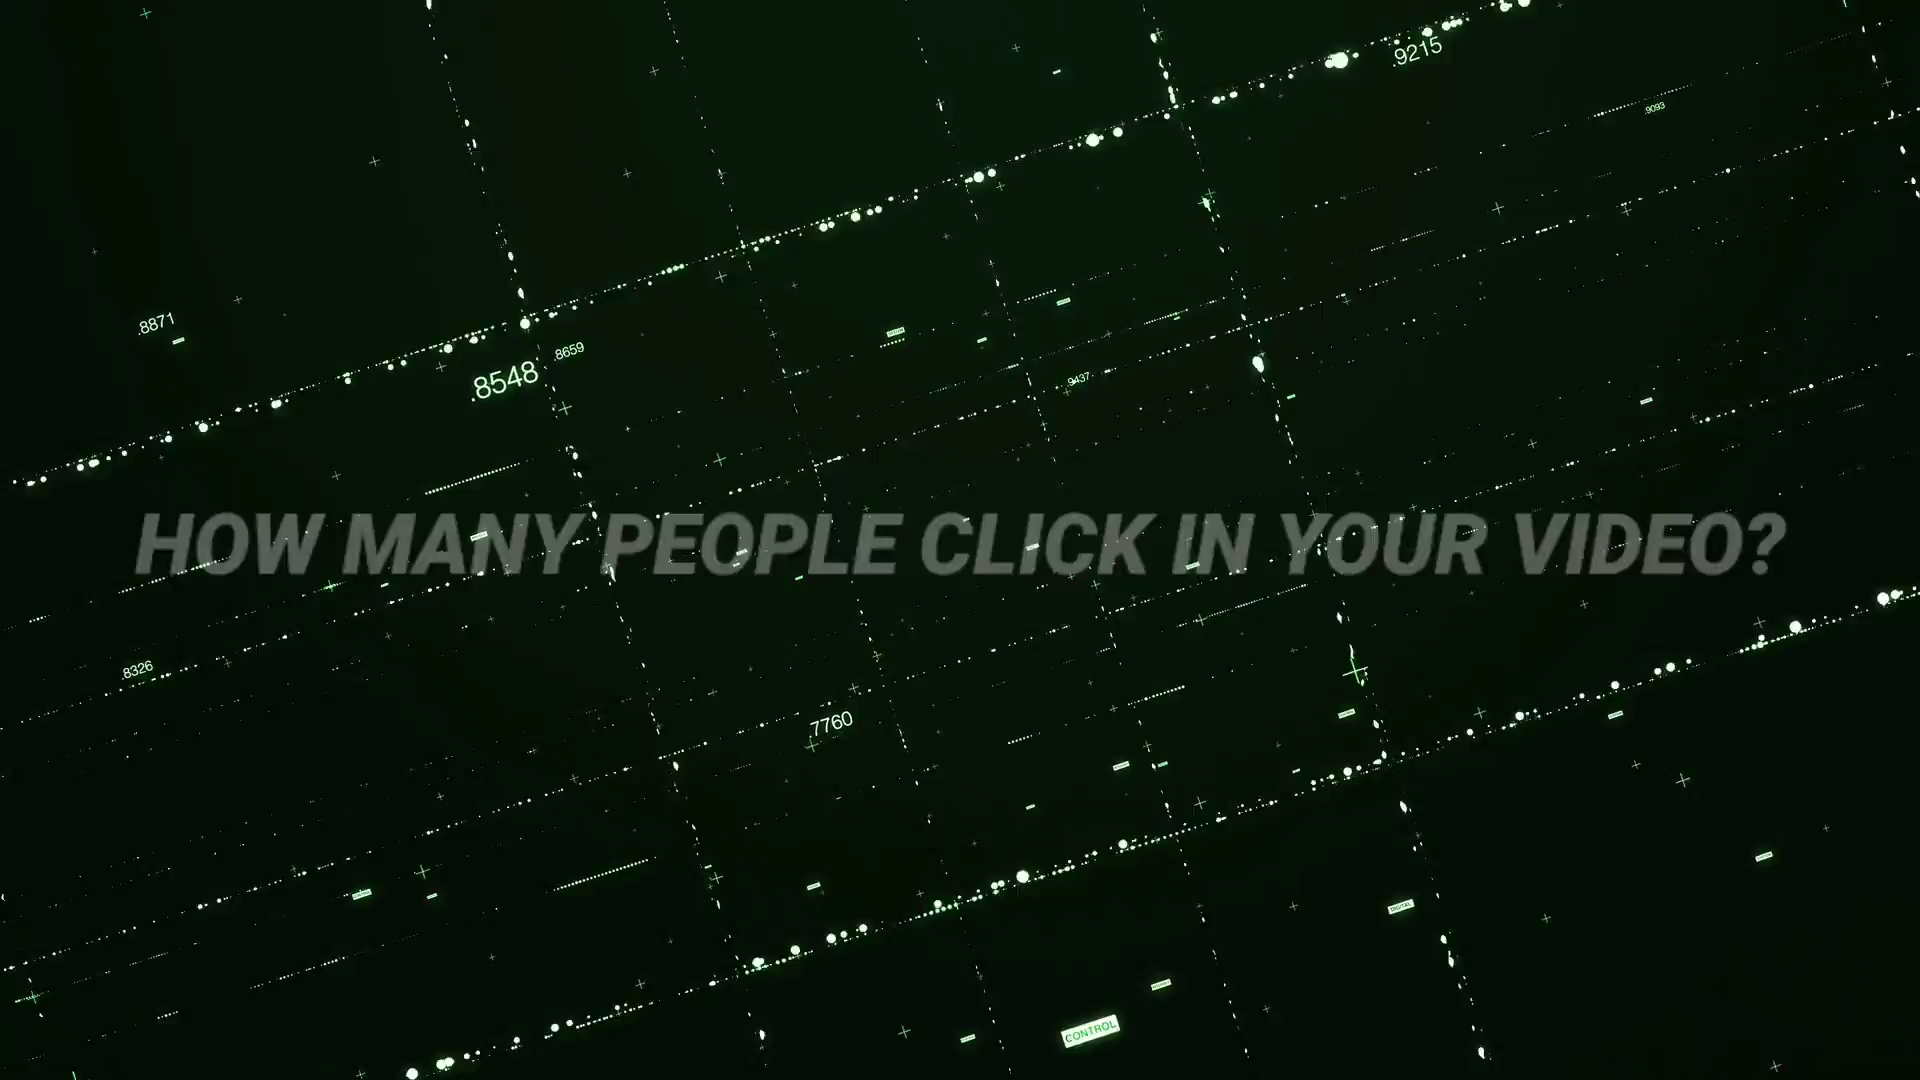 .9215
.9093
.8871
.8659
.8548
.9437
HOW MANY PEOPLE CLICK IN YOUR VIDEO?
.8326
.7760
DIGITAL
CONTROL